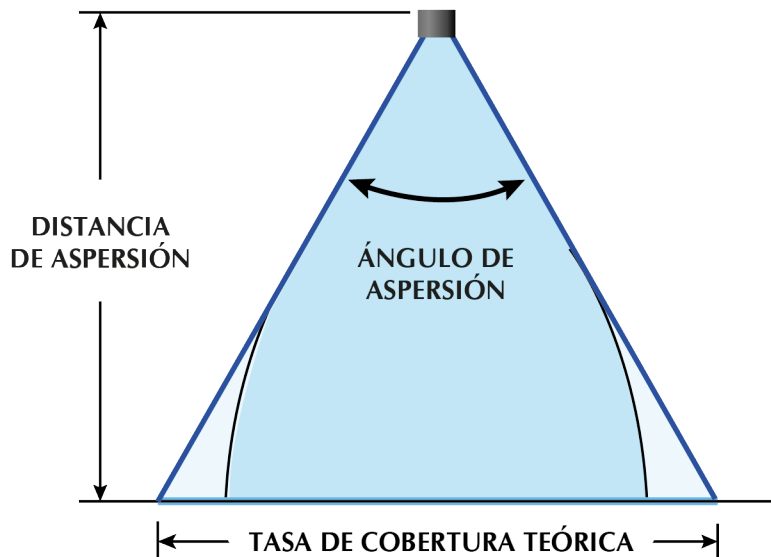 DISTANCIA
DE ASPERSIÓN
ÁNGULO DE
ASPERSIÓN
TASA DE COBERTURA TEÓRICA